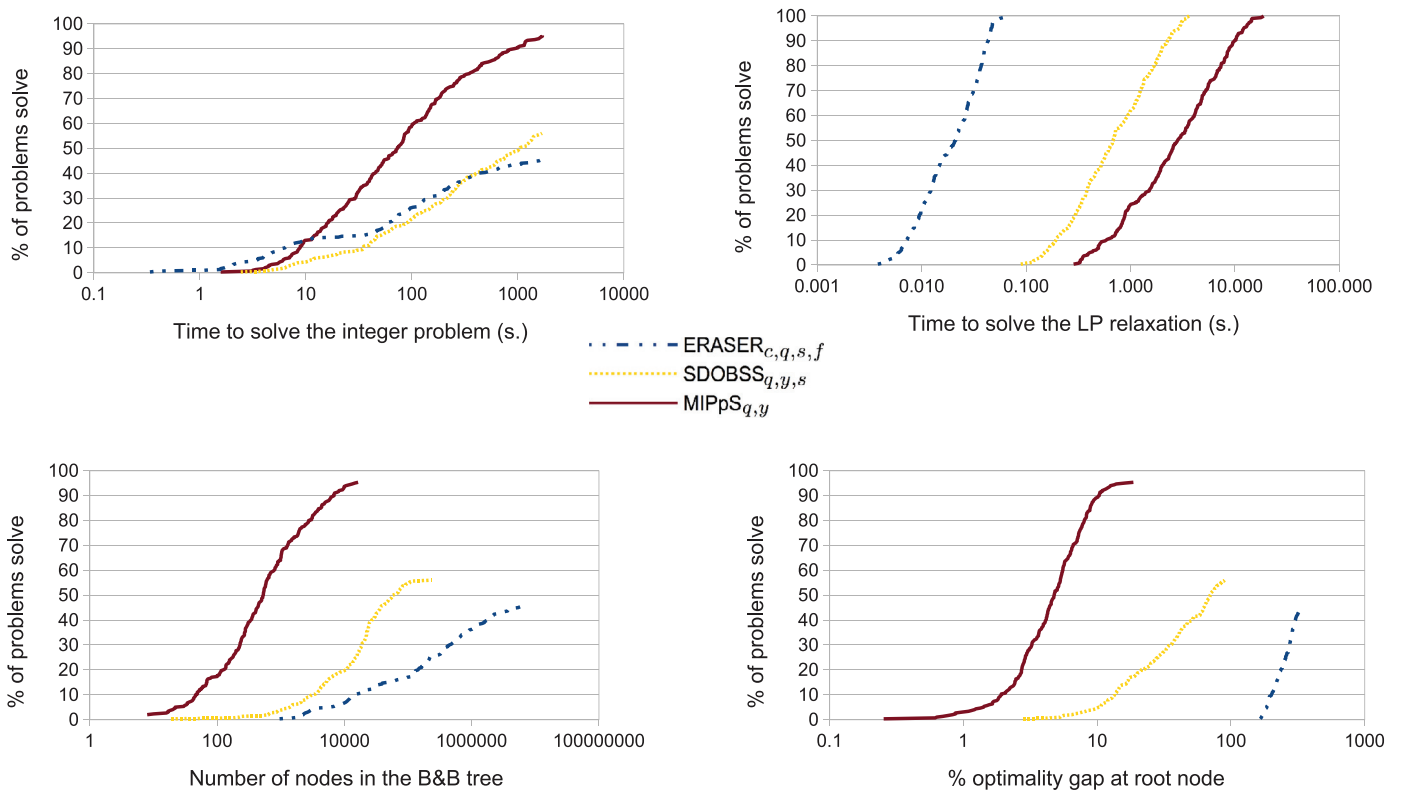 100
90
80
70
60
50
40
30
20
10
0
% of problems solve
0.1 1 10 100 1000 10000
Time to solve the integer problem (s.)
100
90
80
70
60
50
40
30
20
10
0
% of problems solve
0.001 0.010 0.100 1.000 10.000 100.000
Time to solve the LP relaxation (s.)
ERASERc,q,s,f
SDOBSSq,y,s
MIPpSq,y
100
90
80
70
60
50
40
30
20
10
0
% of problems solve
1 100 10000 1000000 100000000
Number of nodes in the B&B tree
100
90
80
70
60
50
40
30
20
10
0
% of problems solve
0.1 1 10 100 1000
% optimality gap at root node